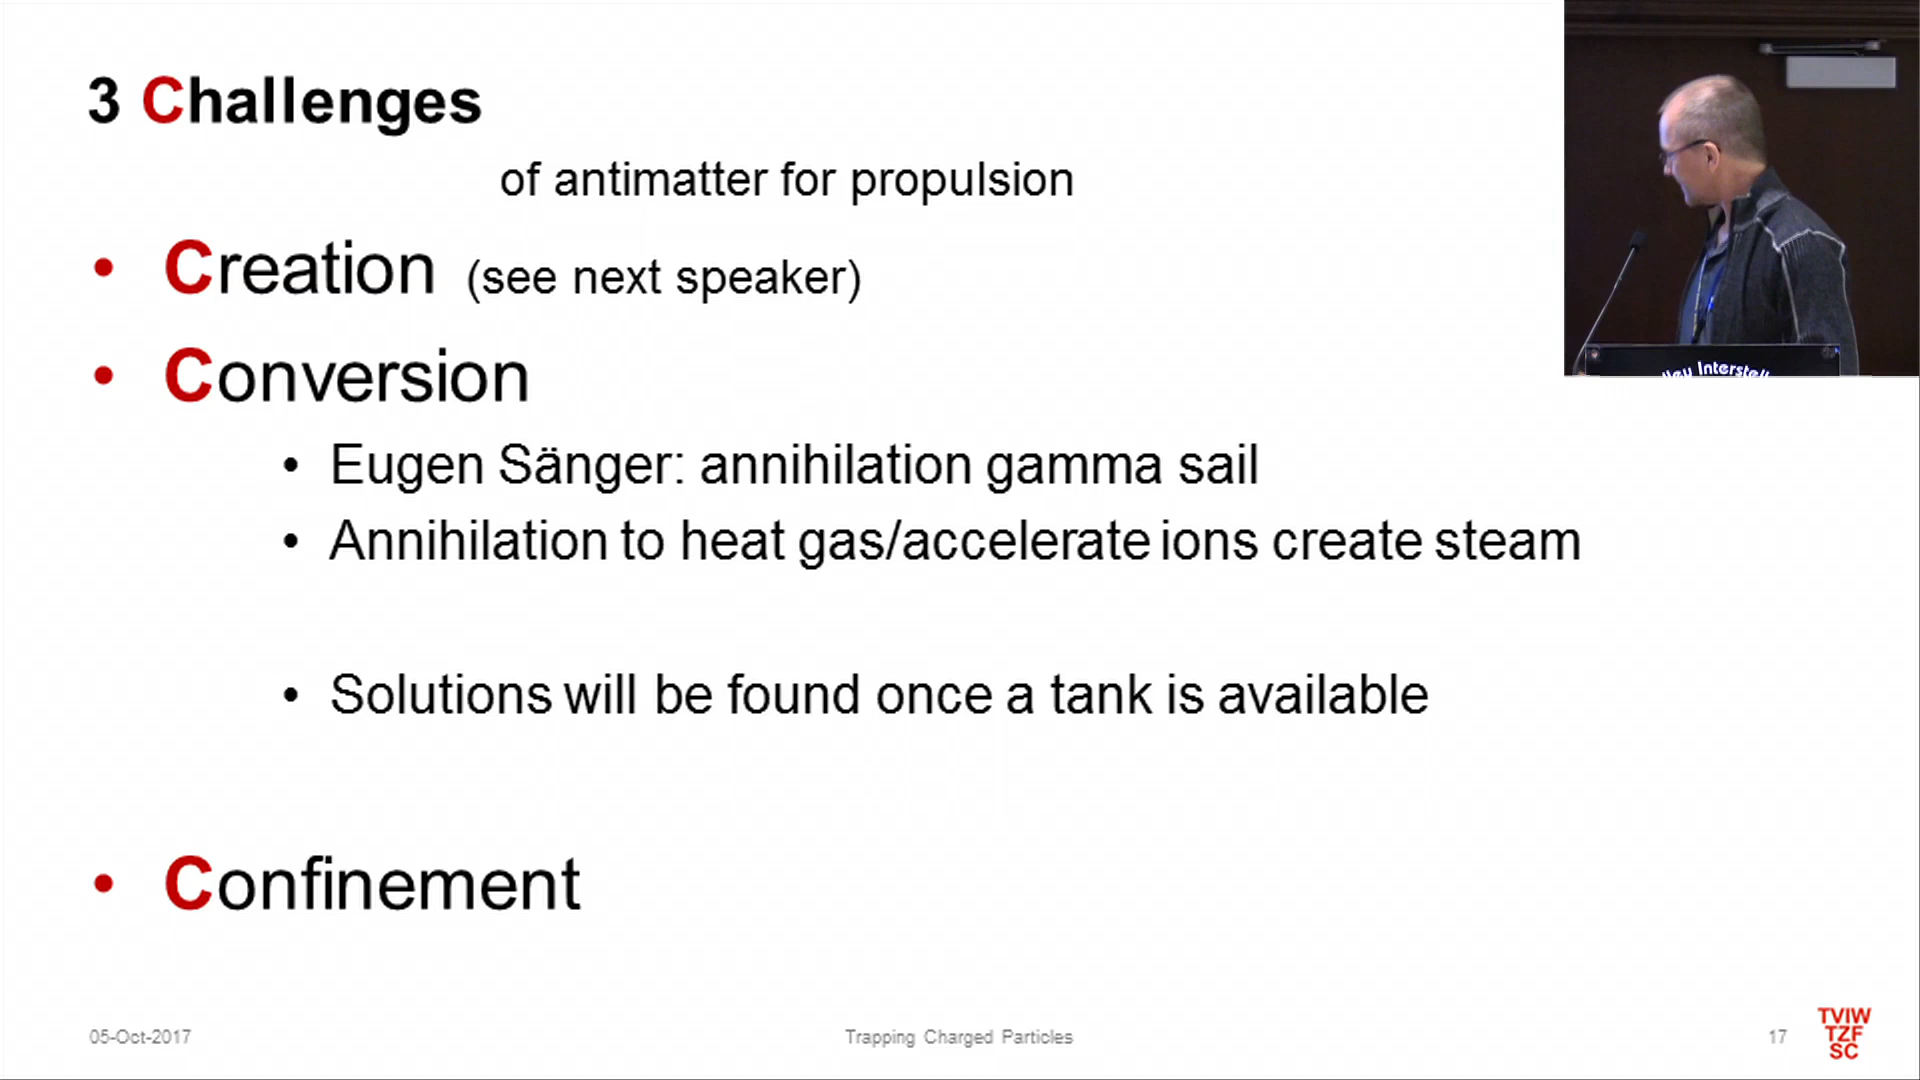 3 Challenges
of antimatter for propulsion
• Creation (see next speaker)
• Conversion
• Eugen Sänger: annihilation gamma sail
• Annihilation to heat gas/accelerate ions create steam
• Solutions will be found once a tank is available
• Confinement
05-Oct-2017
Trapping Charged Particles
17
TVIW
TZF
SC